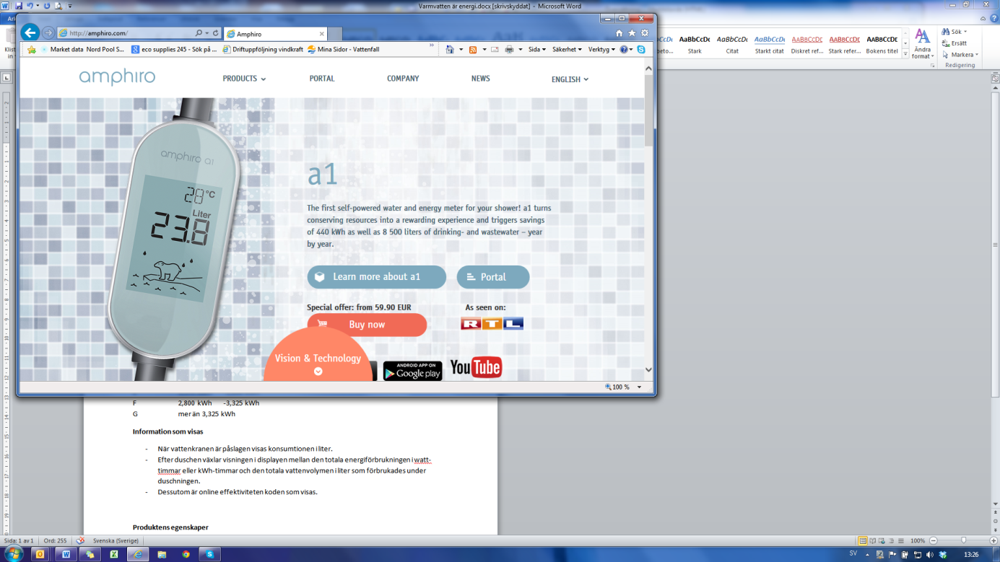 Varmvatten är energi.docx [skrivskyddat] - Microsoft Word
http://amphiro.com/
Amphiro
Market data Nord Pool S...
eco supplies 245 - Sök på ...
Driftuppföljning vindkraft
Mina Sidor - Vattenfall
Sida
Säkerhet
Verktyg
amphiro
PRODUCTS
PORTAL
COMPANY
NEWS
ENGLISH
amphiro a1
28 °C
Liter
23.8
a1
The first self-powered water and energy meter for your shower! a1 turns
conserving resources into a rewarding experience and triggers savings
of 440 kWh as well as 8 500 liters of drinking- and wastewater – year
by year.
Learn more about a1
Portal
Special offer: from 59.90 EUR
As seen on:
Buy now
RTL
Vision & Technology
ANDROID APP ON
Google play
YouTube
100 %
AaBbCcDc
AaBbCcDc
AaBbCcDc
AABBCCDC
AABBCCDC
AaBbCcDc
Stark
Citat
Starkt citat
Diskret ref...
Stark refer...
Bokens titel
Ändra
format
Sök
Ersätt
Markera
Redigering
F 2,800 kWh -3,325 kWh
G mer än 3,325 kWh
Information som visas
- När vattenkranen är påslagen visas konsumtionen i liter.
- Efter duschen växlar visningen i displayen mellan den totala energiförbrukningen i watt-
timmar eller kWh-timmar och den totala vattenvolymen i liter som förbrukades under
duschningen.
- Dessutom är online effektiviteten koden som visas.
Produktens egenskaper
Sida: 1 av 1
Ord: 255
Svenska (Sverige)
100%
SV
13:26